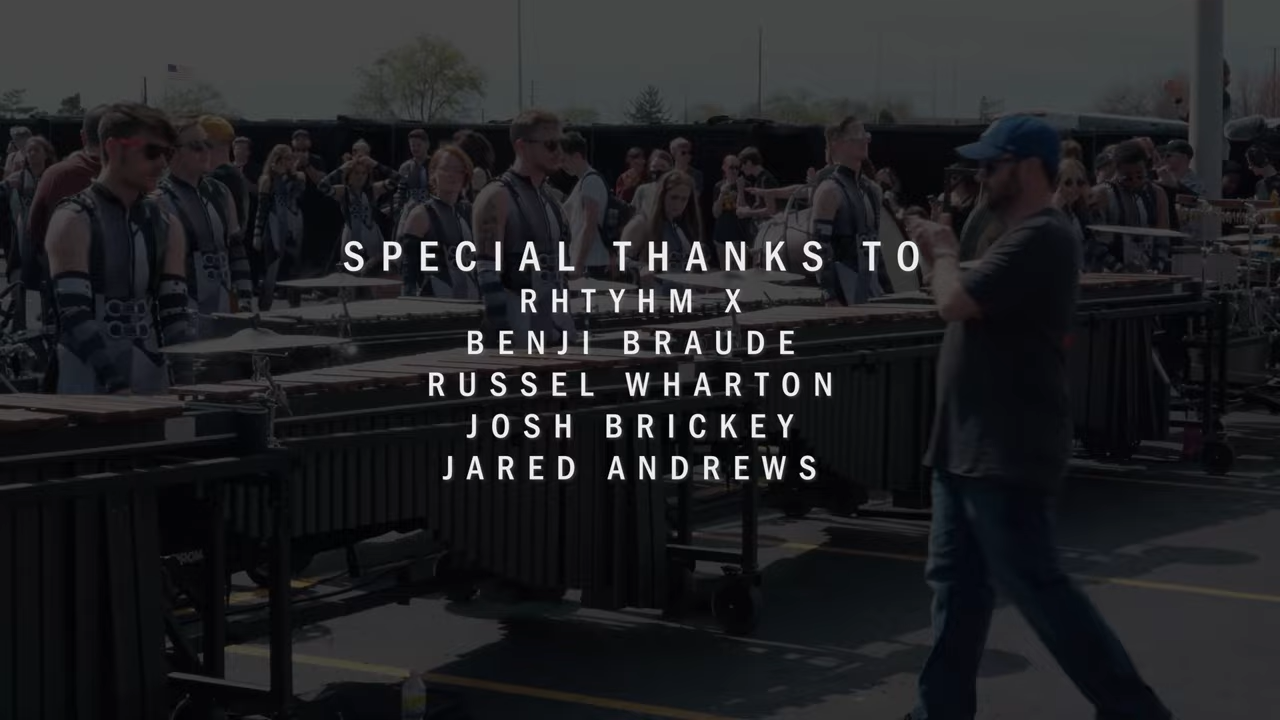 SPECIAL THANKS TO
RHTYHM X
BENJI BRAUDE
RUSSEL WHARTON
JOSH BRICKEY
JARED ANDREWS